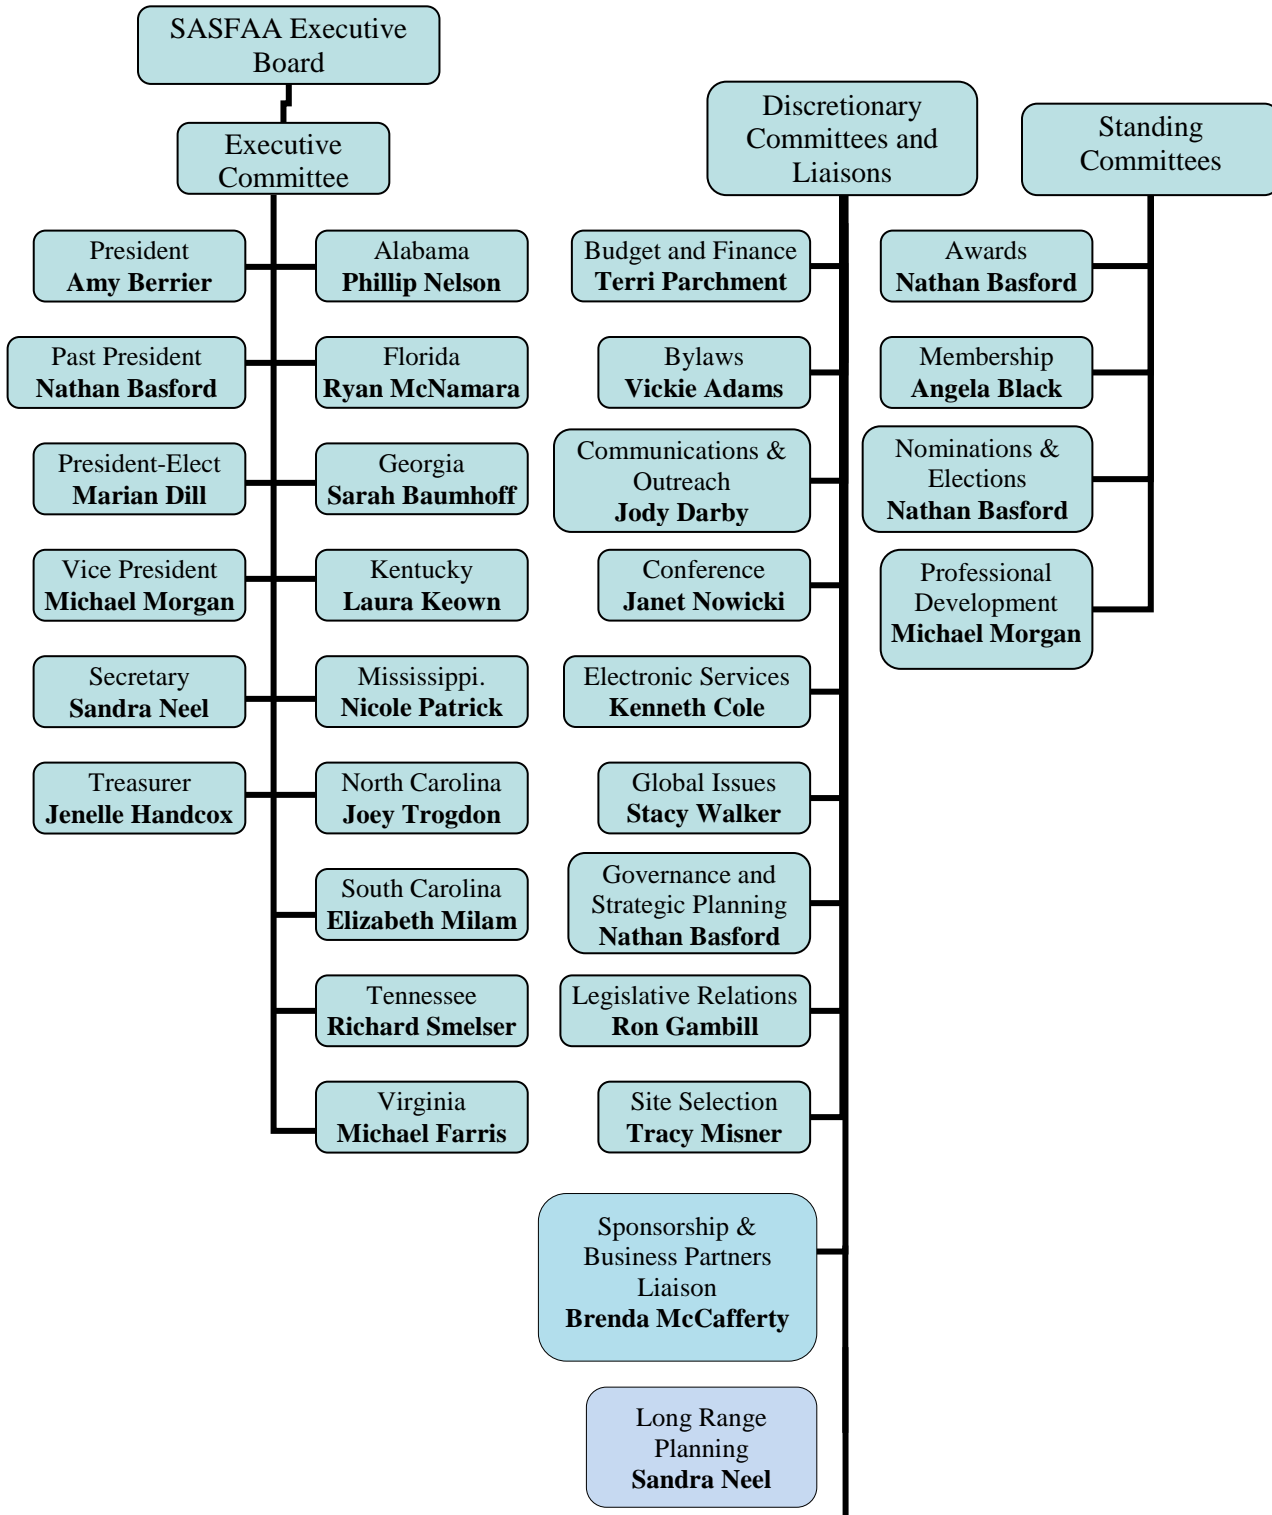 SASFAA Executive
Board
Executive
Committee
President
Amy Berrier
Past President
Nathan Basford
President-Elect
Marian Dill
Vice President
Michael Morgan
Secretary
Sandra Neel
Treasurer
Jenelle Handcox
Alabama
Phillip Nelson
Florida
Ryan McNamara
Georgia
Sarah Baumhoff
Kentucky
Laura Keown
Mississippi.
Nicole Patrick
North Carolina
Joey Trogdon
South Carolina
Elizabeth Milam
Tennessee
Richard Smelser
Virginia
Michael Farris
Discretionary
Committees and
Liaisons
Budget and Finance
Terri Parchment
Bylaws
Vickie Adams
Communications &
Outreach
Jody Darby
Conference
Janet Nowicki
Electronic Services
Kenneth Cole
Global Issues
Stacy Walker
Governance and
Strategic Planning
Nathan Basford
Legislative Relations
Ron Gambill
Site Selection
Tracy Misner
Sponsorship &
Business Partners
Liaison
Brenda McCafferty
Long Range
Planning
Sandra Neel
Standing
Committees
Awards
Nathan Basford
Membership
Angela Black
Nominations &
Elections
Nathan Basford
Professional
Development
Michael Morgan